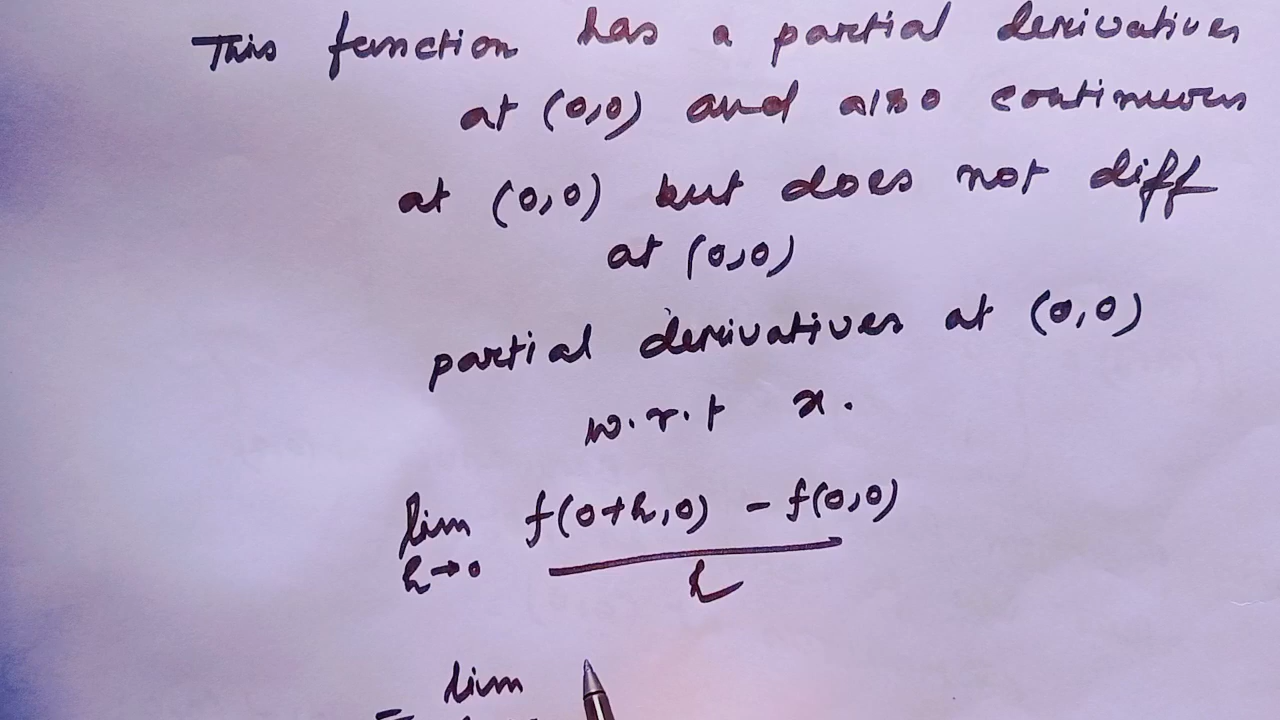 This function has a partial derivatives
at (0,0) and also continuous
at (0,0) but does not diff
at (0,0)
partial derivatives at (0,0)
w.r.t x.
lim f(0+h,0) - f(0,0)
h→0 h
= lim